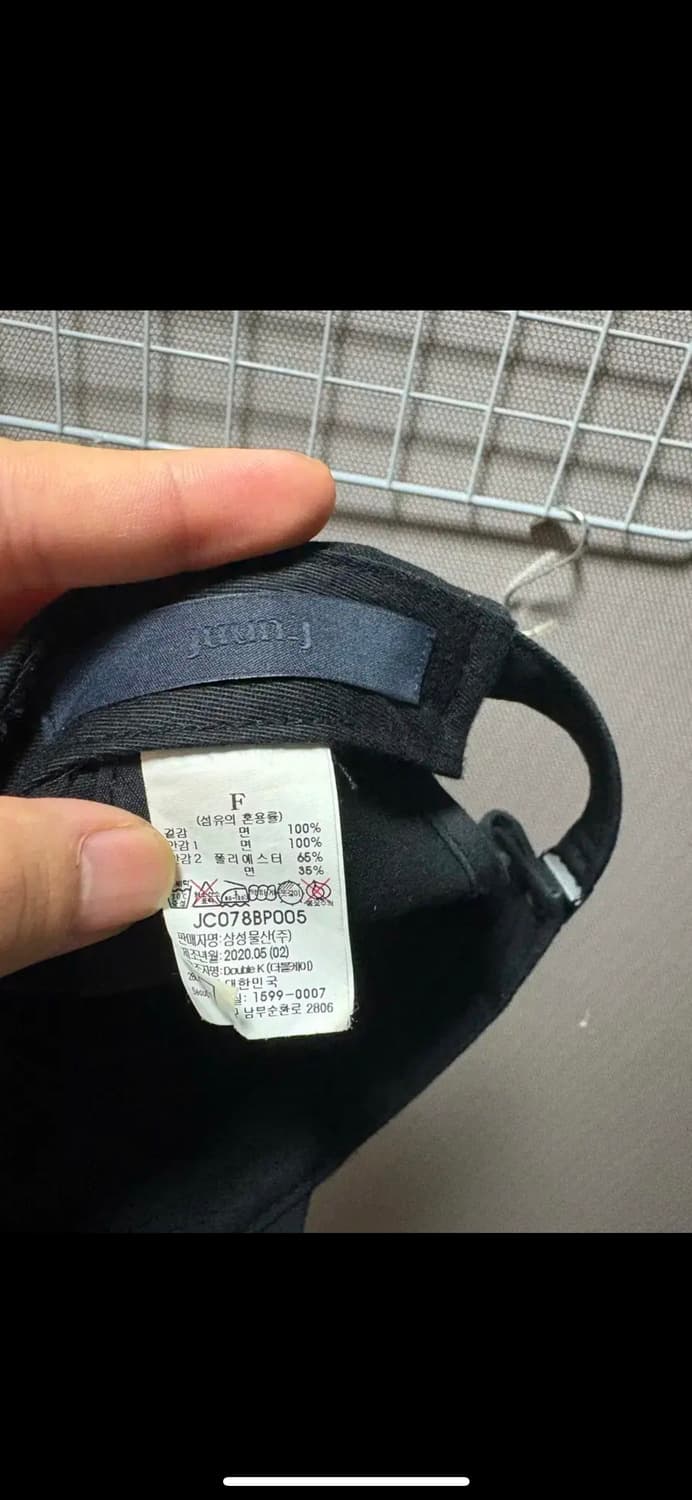 juun.j
F
(섬유의 혼용률)
겉감 면 100%
안감1 면 100%
안감2 폴리에스터 65%
면 35%
JC078BP005
판매자명:삼성물산(주)
제조년월: 2020.05 (02)
자명: Double K (더블케이)
대한민국
1599-0007
남부순환로 2806